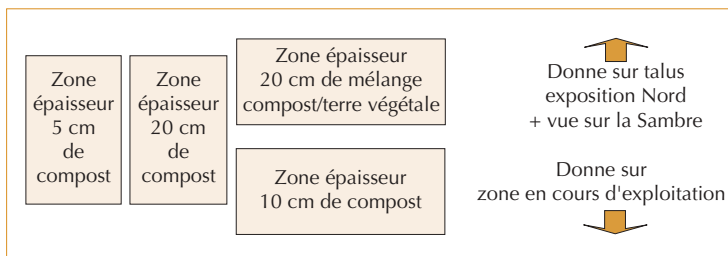 Zone
épaisseur
5 cm
de
compost
Zone
épaisseur
20 cm
de
compost
Zone épaisseur
20 cm de mélange
compost/terre végétale
Zone épaisseur
10 cm de compost
Donne sur talus
exposition Nord
+ vue sur la Sambre
Donne sur
zone en cours d'exploitation